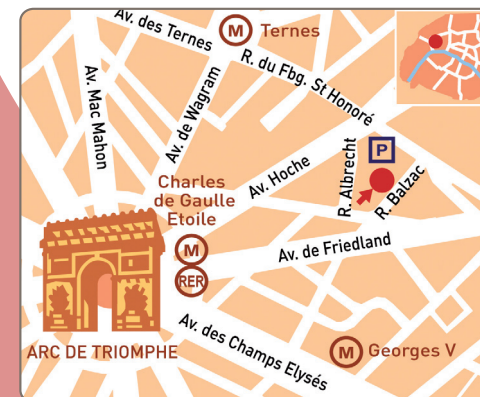 Av. des Ternes
M Ternes
R. du Fbg. St Honoré
Av. Mac Mahon
Av. de Wagram
P
Av. Hoche
R. Albrecht
R. Balzac
Charles
de Gaulle
Etoile
M
RER
Av. de Friedland
Av. des Champs Elysés
ARC DE TRIOMPHE
M Georges V